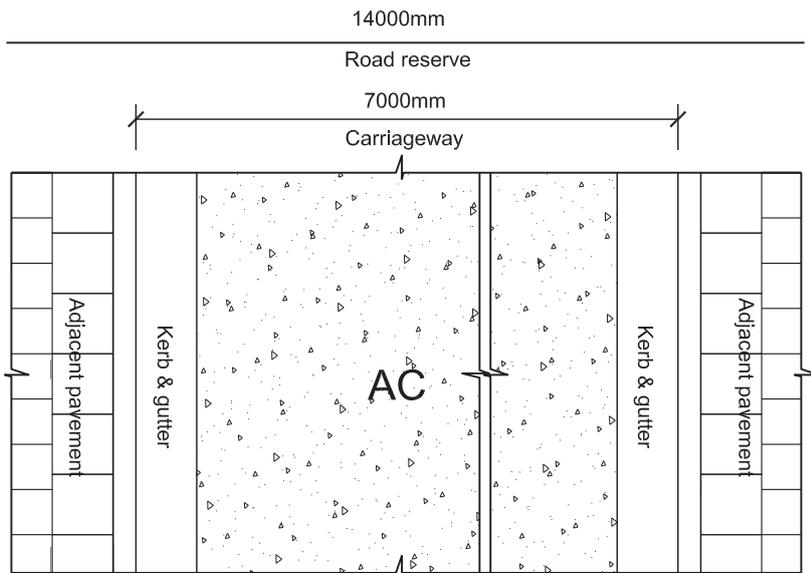 14000mm
Road reserve
7000mm
Carriageway
Adjacent pavement
Kerb & gutter
AC
Kerb & gutter
Adjacent pavement